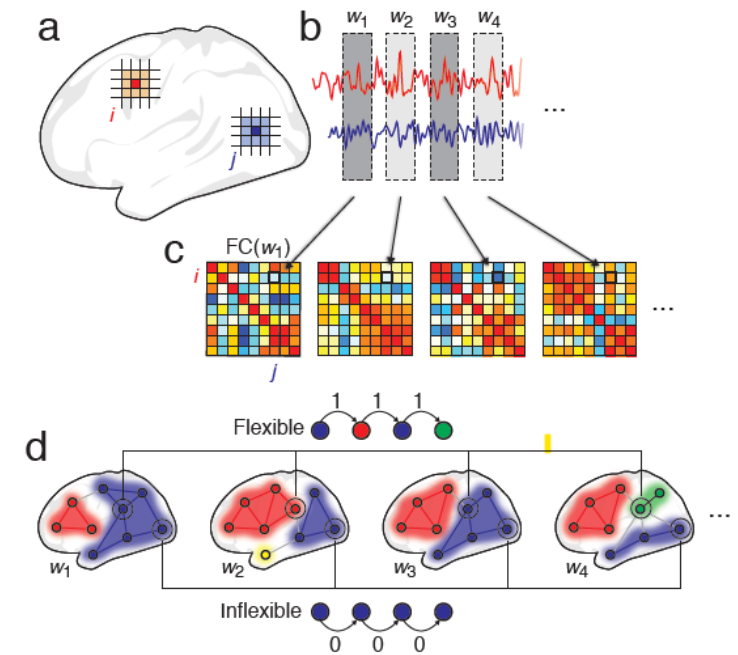 a
i
j
b
w1 w2 w3 w4
...
c
FC(w1)
i
j
...
d
Flexible
1 1 1
w1 w2 w3 w4
...
Inflexible
0 0 0